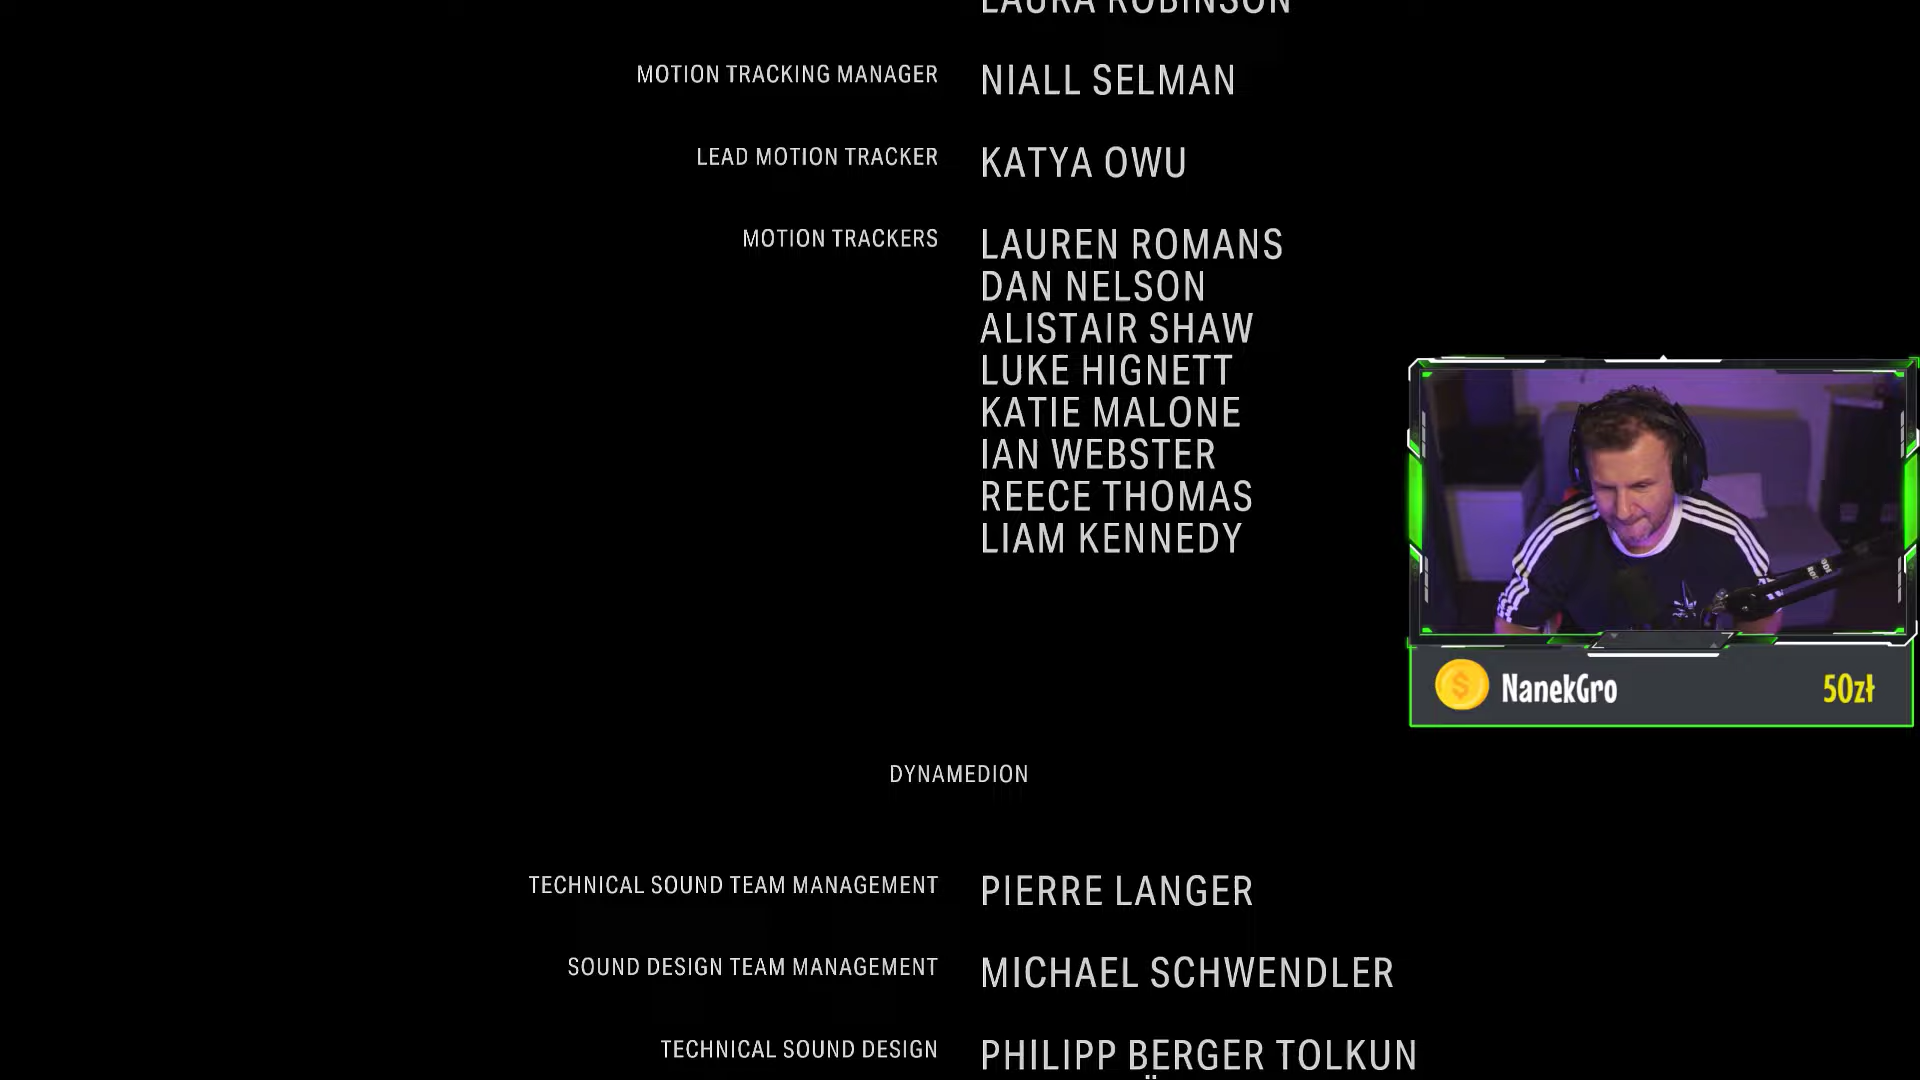 LAURA ROBINSON
MOTION TRACKING MANAGER NIALL SELMAN
LEAD MOTION TRACKER KATYA OWU
MOTION TRACKERS LAUREN ROMANS
DAN NELSON
ALISTAIR SHAW
LUKE HIGNETT
KATIE MALONE
IAN WEBSTER
REECE THOMAS
LIAM KENNEDY
NanekGro 50zł
DYNAMEDION
TECHNICAL SOUND TEAM MANAGEMENT PIERRE LANGER
SOUND DESIGN TEAM MANAGEMENT MICHAEL SCHWENDLER
TECHNICAL SOUND DESIGN PHILIPP BERGER TOLKUN